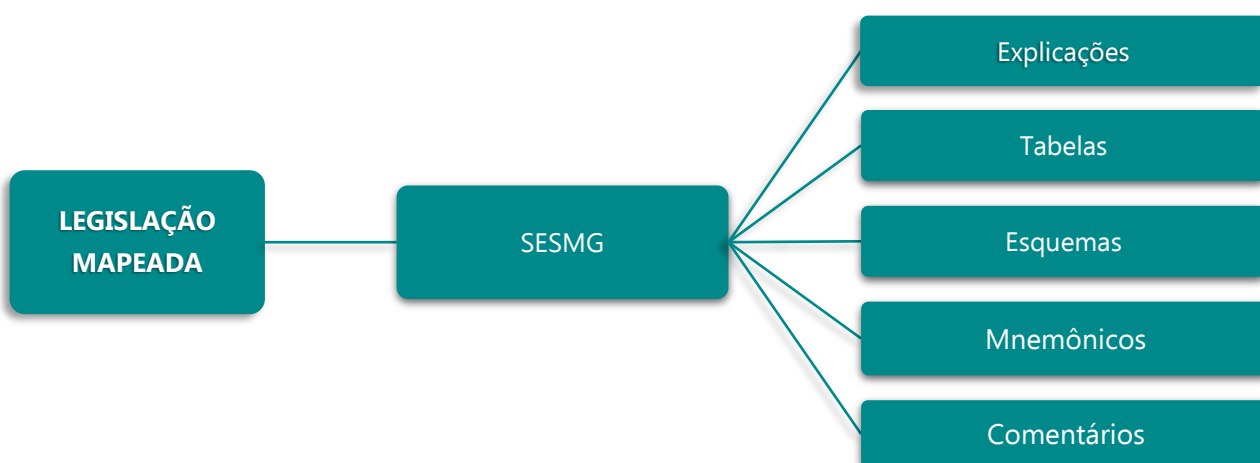 LEGISLAÇÃO
MAPEADA
SESMG
Explicações
Tabelas
Esquemas
Mnemônicos
Comentários